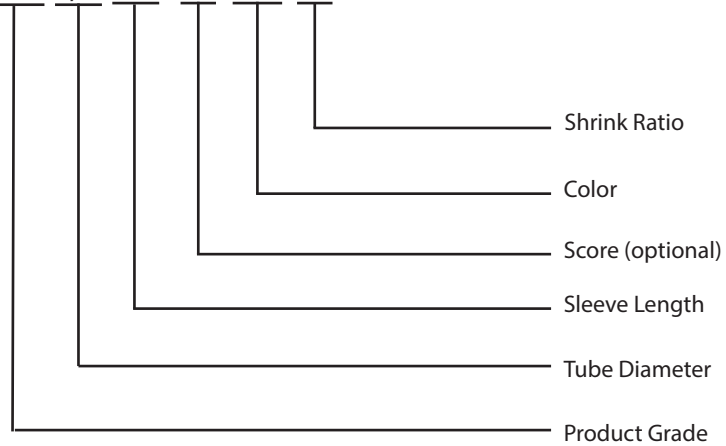 Shrink Ratio
Color
Score (optional)
Sleeve Length
Tube Diameter
Product Grade